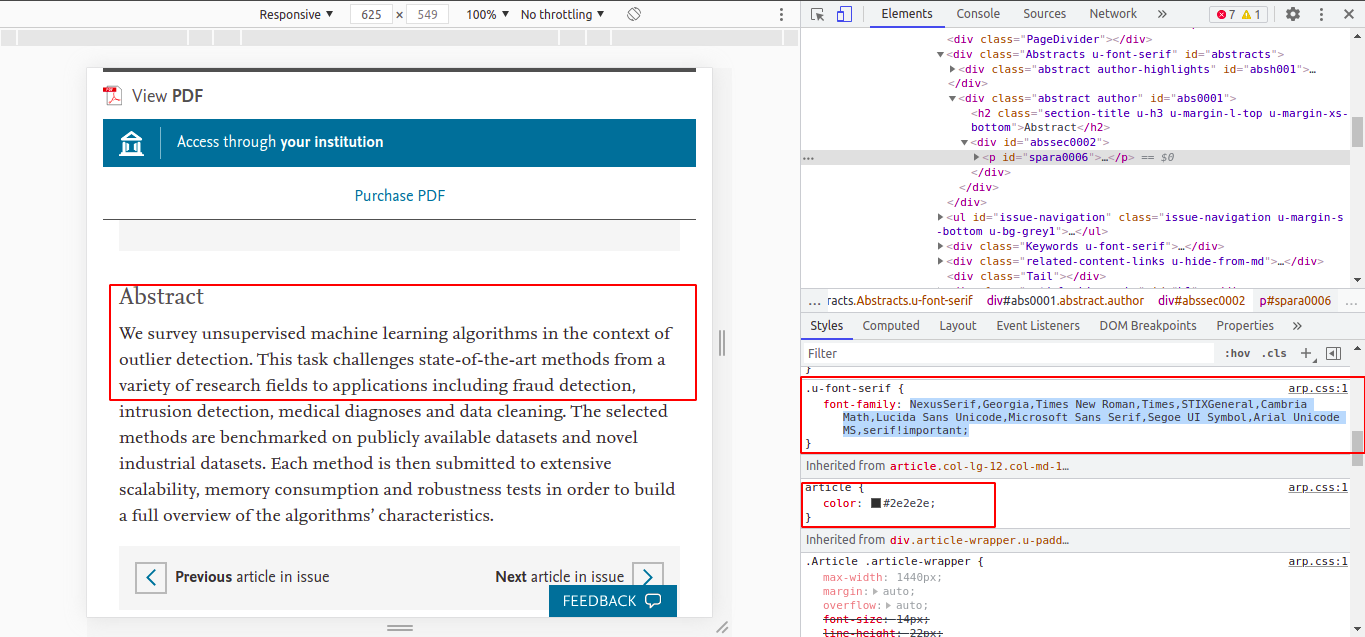 Responsive ▼ 625 × 549 100% ▼ No throttling ▼
View PDF
Access through your institution
Purchase PDF
Abstract
We survey unsupervised machine learning algorithms in the context of
outlier detection. This task challenges state-of-the-art methods from a
variety of research fields to applications including fraud detection,
intrusion detection, medical diagnoses and data cleaning. The selected
methods are benchmarked on publicly available datasets and novel
industrial datasets. Each method is then submitted to extensive
scalability, memory consumption and robustness tests in order to build
a full overview of the algorithms’ characteristics.
Previous article in issue Next article in issue
FEEDBACK
Elements Console Sources Network » 7 1
<div class="PageDivider"></div>
▼<div class="Abstracts u-font-serif" id="abstracts">
▶<div class="abstract author-highlights" id="absh001">…
</div>
▼<div class="abstract author" id="abs0001">
<h2 class="section-title u-h3 u-margin-l-top u-margin-xs-
bottom">Abstract</h2>
▼<div id="abssec0002">
… ▶<p id="spara0006">…</p> == $0
</div>
</div>
</div>
▶<ul id="issue-navigation" class="issue-navigation u-margin-s
-bottom u-bg-grey1">…</ul>
▶<div class="Keywords u-font-serif">…</div>
▶<div class="related-content-links u-hide-from-md">…</div>
<div class="Tail"></div>
… racts.Abstracts.u-font-serif div#abs0001.abstract.author div#abssec0002 p#spara0006 …
Styles Computed Layout Event Listeners DOM Breakpoints Properties »
Filter :hov .cls +
}
.u-font-serif { arp.css:1
font-family: NexusSerif,Georgia,Times New Roman,Times,STIXGeneral,Cambria
Math,Lucida Sans Unicode,Microsoft Sans Serif,Segoe UI Symbol,Arial Unicode
MS,serif!important;
}
Inherited from article.col-lg-12.col-md-1…
article { arp.css:1
color: #2e2e2e;
}
Inherited from div.article-wrapper.u-padd…
.Article .article-wrapper { arp.css:1
max-width: 1440px;
margin: ▶ auto;
overflow: ▶ auto;
font-size: 14px;
line-height: 22px;